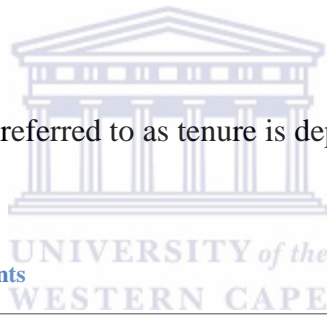 referred to as tenure is dep
nts
UNIVERSITY of the
WESTERN CAPE